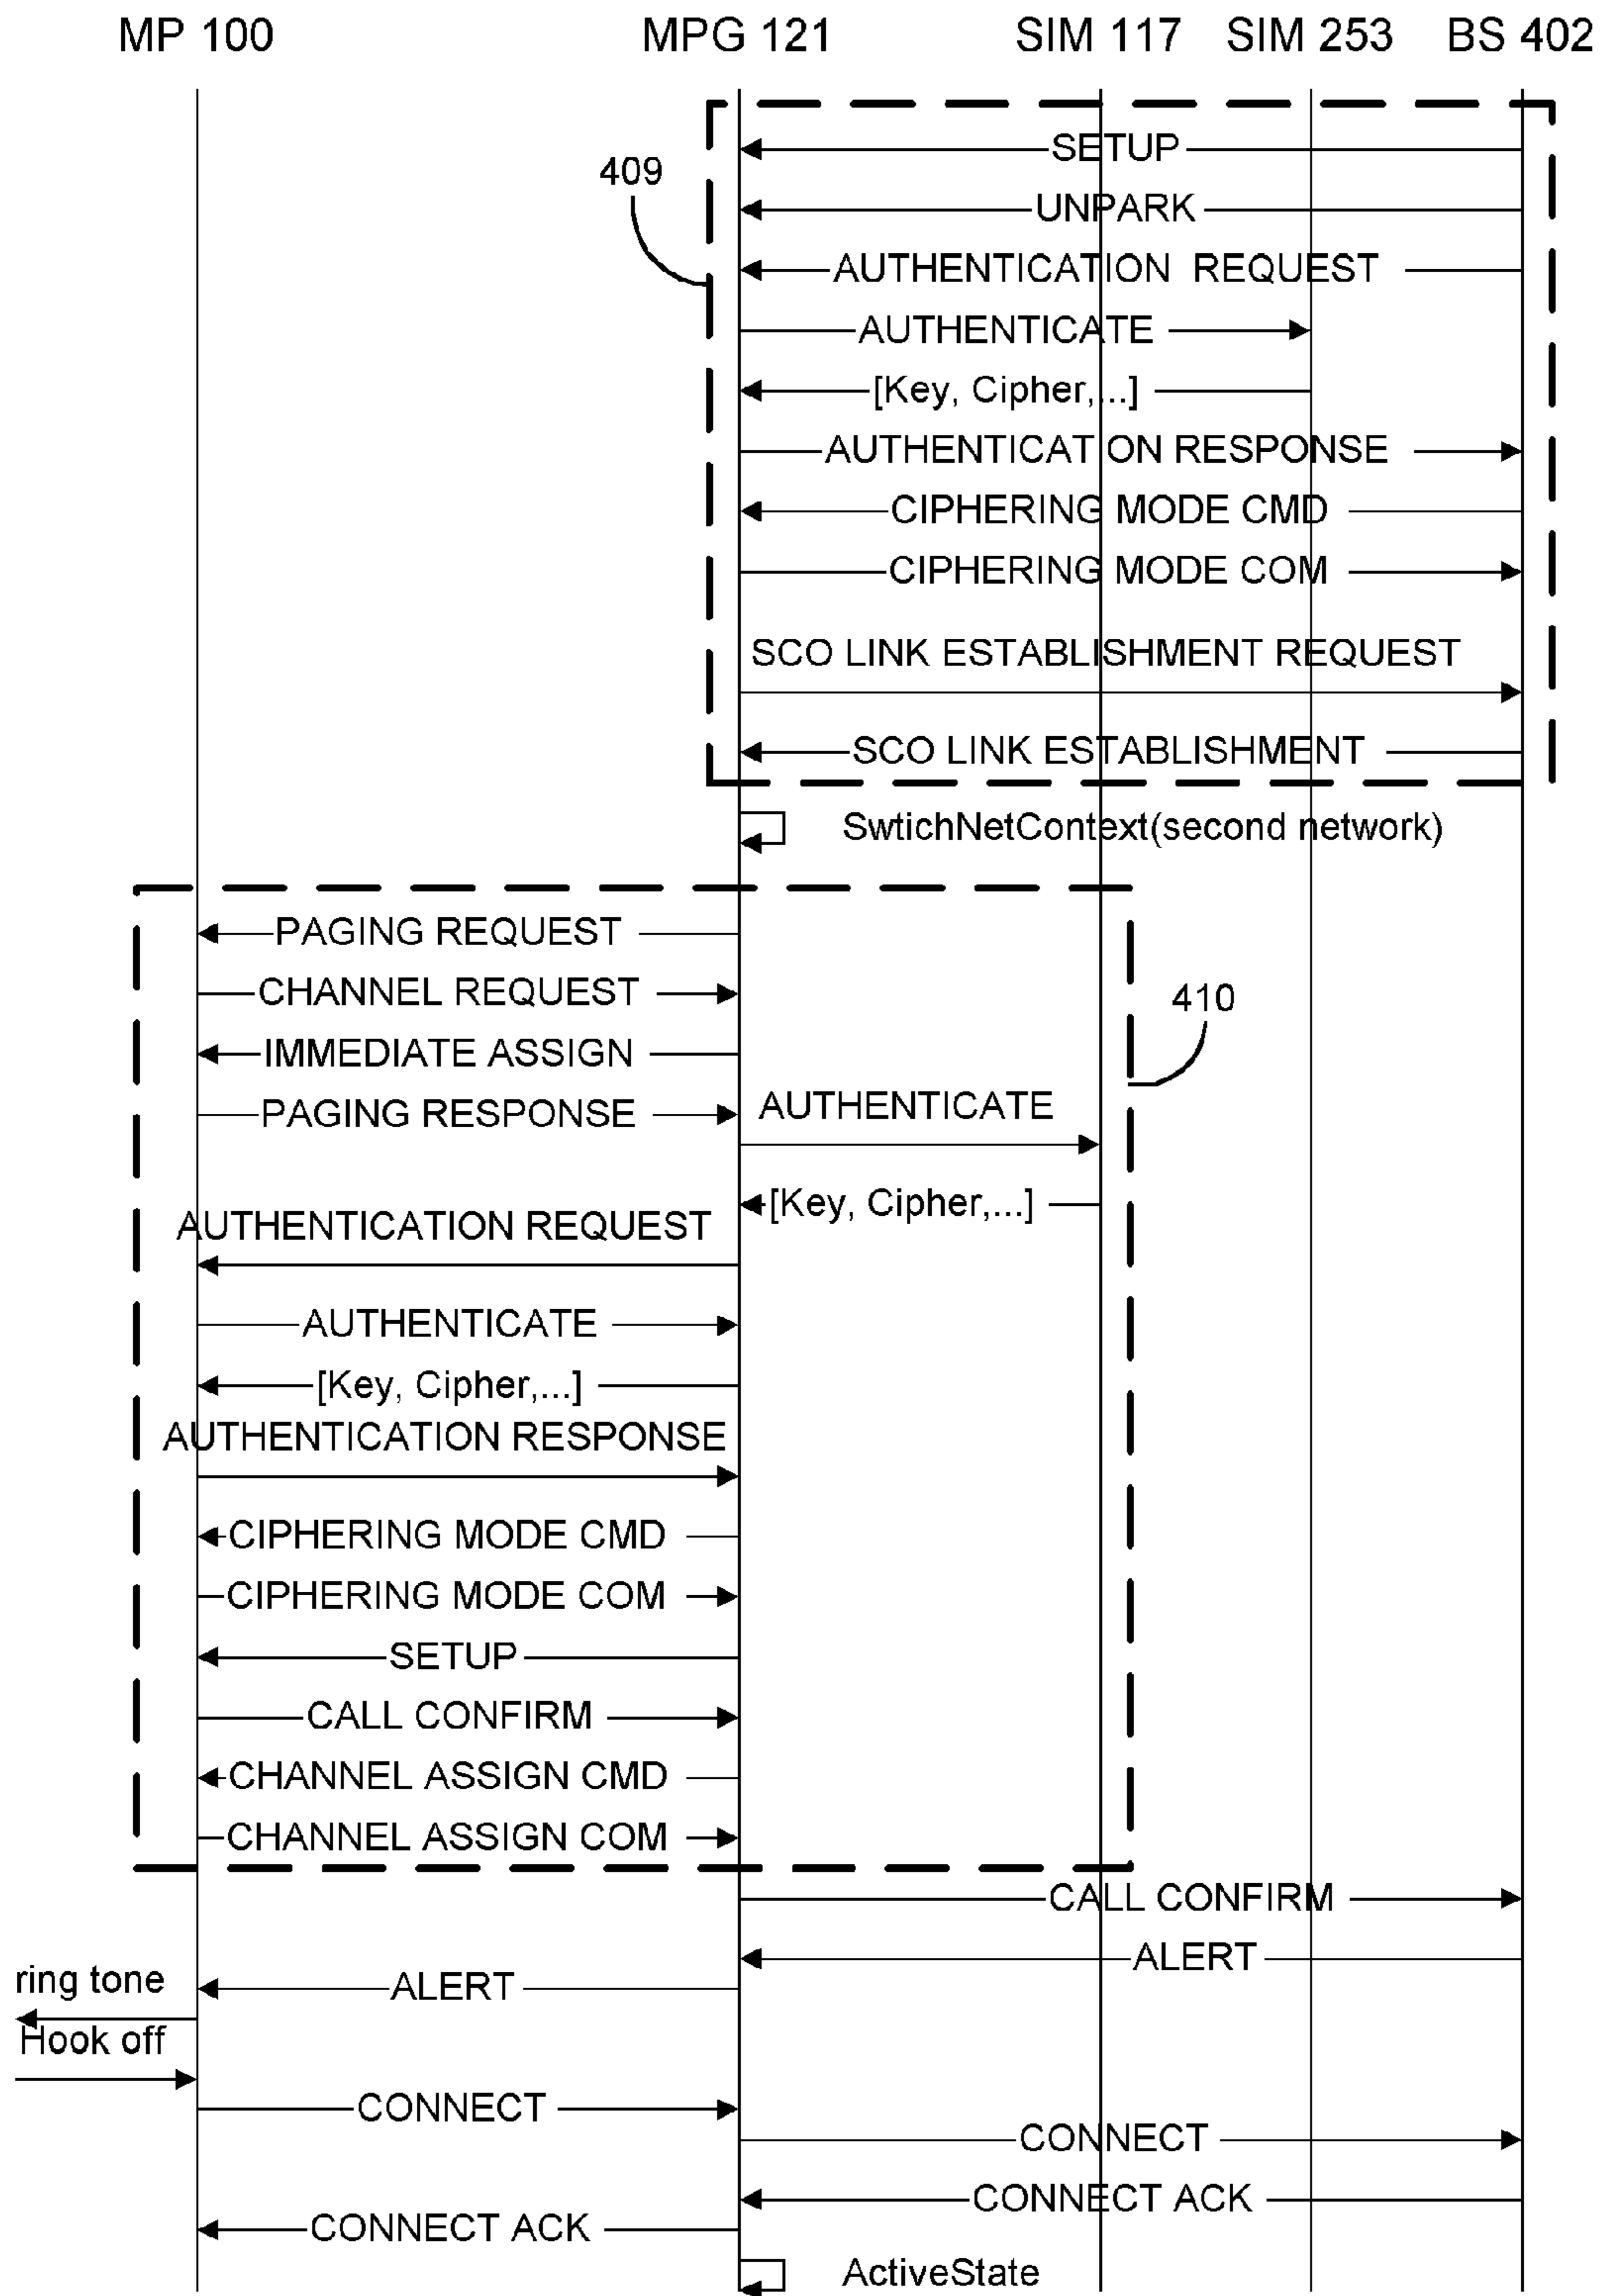 MP 100 MPG 121 SIM 117 SIM 253 BS 402
SETUP
409
UNPARK
AUTHENTICATION REQUEST
AUTHENTICATE
[Key, Cipher,...]
AUTHENTICAT ON RESPONSE
CIPHERING MODE CMD
CIPHERING MODE COM
SCO LINK ESTABLISHMENT REQUEST
SCO LINK ESTABLISHMENT
SwtichNetContext(second network)
PAGING REQUEST
CHANNEL REQUEST
410
IMMEDIATE ASSIGN
PAGING RESPONSE
AUTHENTICATE
[Key, Cipher,...]
AUTHENTICATION REQUEST
AUTHENTICATE
[Key, Cipher,...]
AUTHENTICATION RESPONSE
CIPHERING MODE CMD
CIPHERING MODE COM
SETUP
CALL CONFIRM
CHANNEL ASSIGN CMD
CHANNEL ASSIGN COM
CALL CONFIRM
ALERT
ring tone
ALERT
Hook off
CONNECT
CONNECT
CONNECT ACK
CONNECT ACK
ActiveState